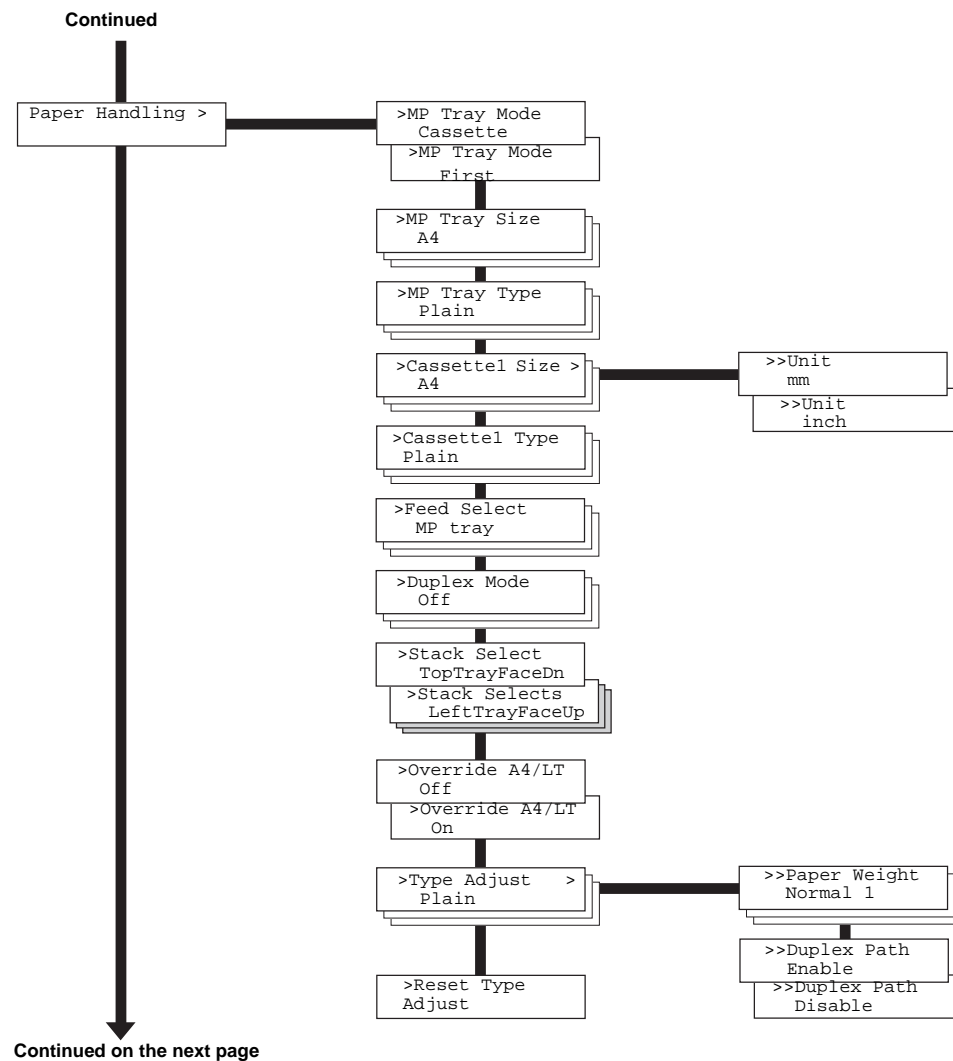 Continued
Paper Handling >
>MP Tray Mode
Cassette
>MP Tray Mode
First
>MP Tray Size
A4
>MP Tray Type
Plain
>Cassette1 Size >
A4
>>Unit
mm
>>Unit
inch
>Cassette1 Type
Plain
>Feed Select
MP tray
>Duplex Mode
Off
>Stack Select
TopTrayFaceDn
>Stack Selects
LeftTrayFaceUp
>Override A4/LT
Off
>Override A4/LT
On
>Type Adjust >
Plain
>>Paper Weight
Normal 1
>>Duplex Path
Enable
>>Duplex Path
Disable
>Reset Type
Adjust
Continued on the next page